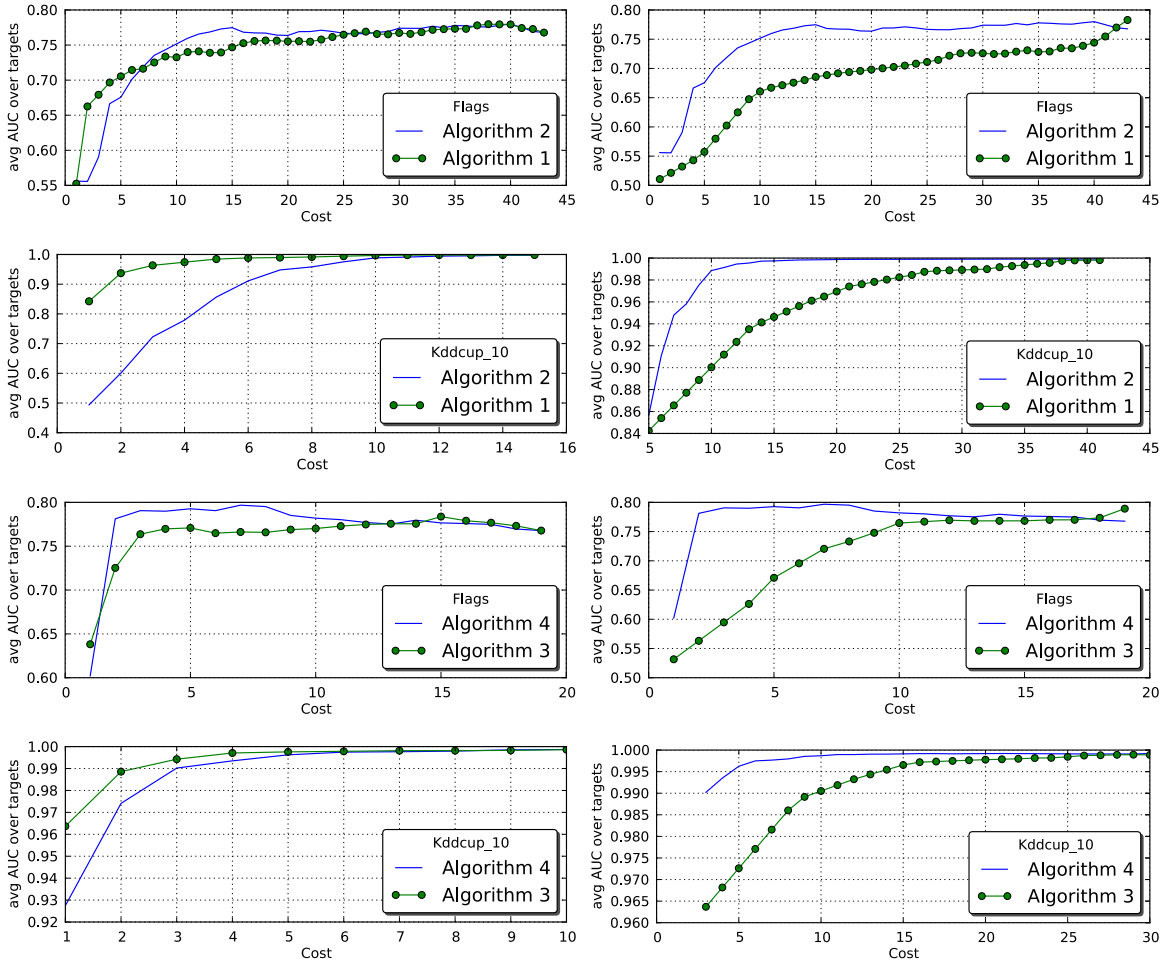 0.80
0.75
0.70
0.65
0.60
0.55
avg AUC over targets
Flags
Algorithm 2
Algorithm 1
0 5 10 15 20 25 30 35 40 45
Cost
0.80
0.75
0.70
0.65
0.60
0.55
0.50
avg AUC over targets
Flags
Algorithm 2
Algorithm 1
0 5 10 15 20 25 30 35 40 45
Cost
1.0
0.9
0.8
0.7
0.6
0.5
0.4
avg AUC over targets
Kddcup_10
Algorithm 2
Algorithm 1
0 2 4 6 8 10 12 14 16
Cost
1.00
0.98
0.96
0.94
0.92
0.90
0.88
0.86
0.84
avg AUC over targets
Kddcup_10
Algorithm 2
Algorithm 1
5 10 15 20 25 30 35 40 45
Cost
0.80
0.75
0.70
0.65
0.60
avg AUC over targets
Flags
Algorithm 4
Algorithm 3
0 5 10 15 20
Cost
0.80
0.75
0.70
0.65
0.60
0.55
0.50
avg AUC over targets
Flags
Algorithm 4
Algorithm 3
0 5 10 15 20
Cost
1.00
0.99
0.98
0.97
0.96
0.95
0.94
0.93
0.92
avg AUC over targets
Kddcup_10
Algorithm 4
Algorithm 3
1 2 3 4 5 6 7 8 9 10
Cost
1.000
0.995
0.990
0.985
0.980
0.975
0.970
0.965
0.960
avg AUC over targets
Kddcup_10
Algorithm 4
Algorithm 3
0 5 10 15 20 25 30
Cost